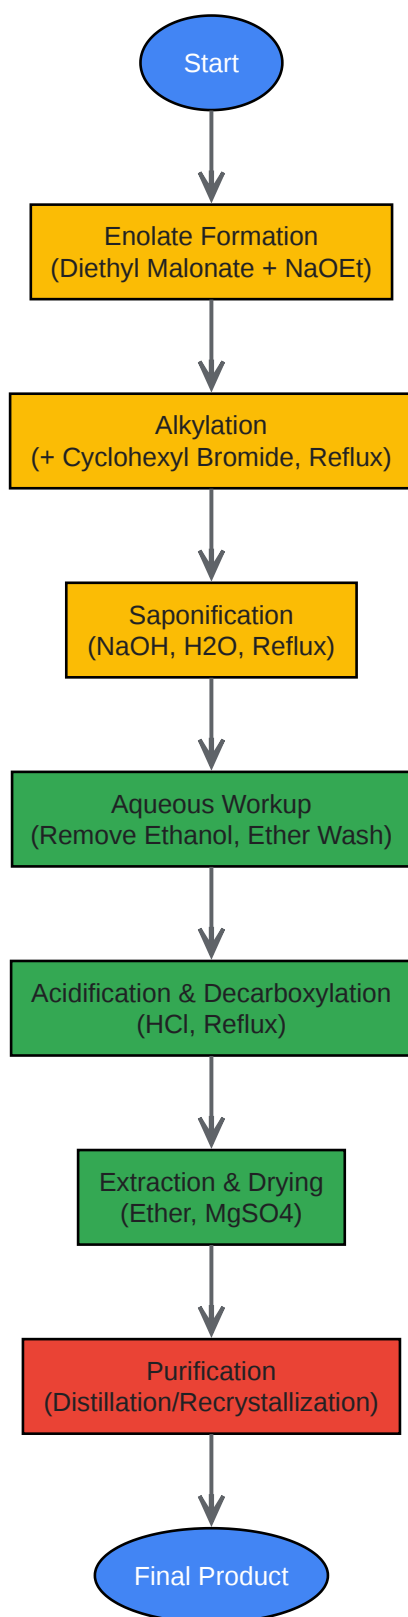 Start
Enolate Formation
(Diethyl Malonate + NaOEt)
Alkylation
(+ Cyclohexyl Bromide, Reflux)
Saponification
(NaOH, H2O, Reflux)
Aqueous Workup
(Remove Ethanol, Ether Wash)
Acidification & Decarboxylation
(HCl, Reflux)
Extraction & Drying
(Ether, MgSO4)
Purification
(Distillation/Recrystallization)
Final Product